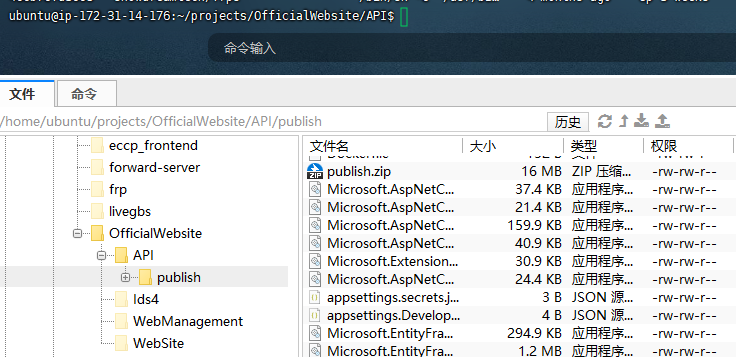 ubuntu@ip-172-31-14-176:~/projects/OfficialWebsite/API$
命令输入
文件 命令
/home/ubuntu/projects/OfficialWebsite/API/publish 历史
eccp_frontend
forward-server
frp
livegbs
OfficialWebsite
API
publish
Ids4
WebManagement
WebSite
文件名 大小 类型 权限
publish.zip 16 MB ZIP 压缩... -rw-rw-r--
Microsoft.AspNetC... 37.4 KB 应用程序... -rw-rw-r--
Microsoft.AspNetC... 21.4 KB 应用程序... -rw-rw-r--
Microsoft.AspNetC... 159.9 KB 应用程序... -rw-rw-r--
Microsoft.AspNetC... 40.9 KB 应用程序... -rw-rw-r--
Microsoft.Extension... 30.9 KB 应用程序... -rw-rw-r--
Microsoft.AspNetC... 24.4 KB 应用程序... -rw-rw-r--
appsettings.secrets.j... 3 B JSON 源... -rw-rw-r--
appsettings.Develop... 4 B JSON 源... -rw-rw-r--
Microsoft.EntityFra... 294.9 KB 应用程序... -rw-rw-r--
Microsoft.EntityFra... 1.2 MB 应用程序... -rw-rw-r--